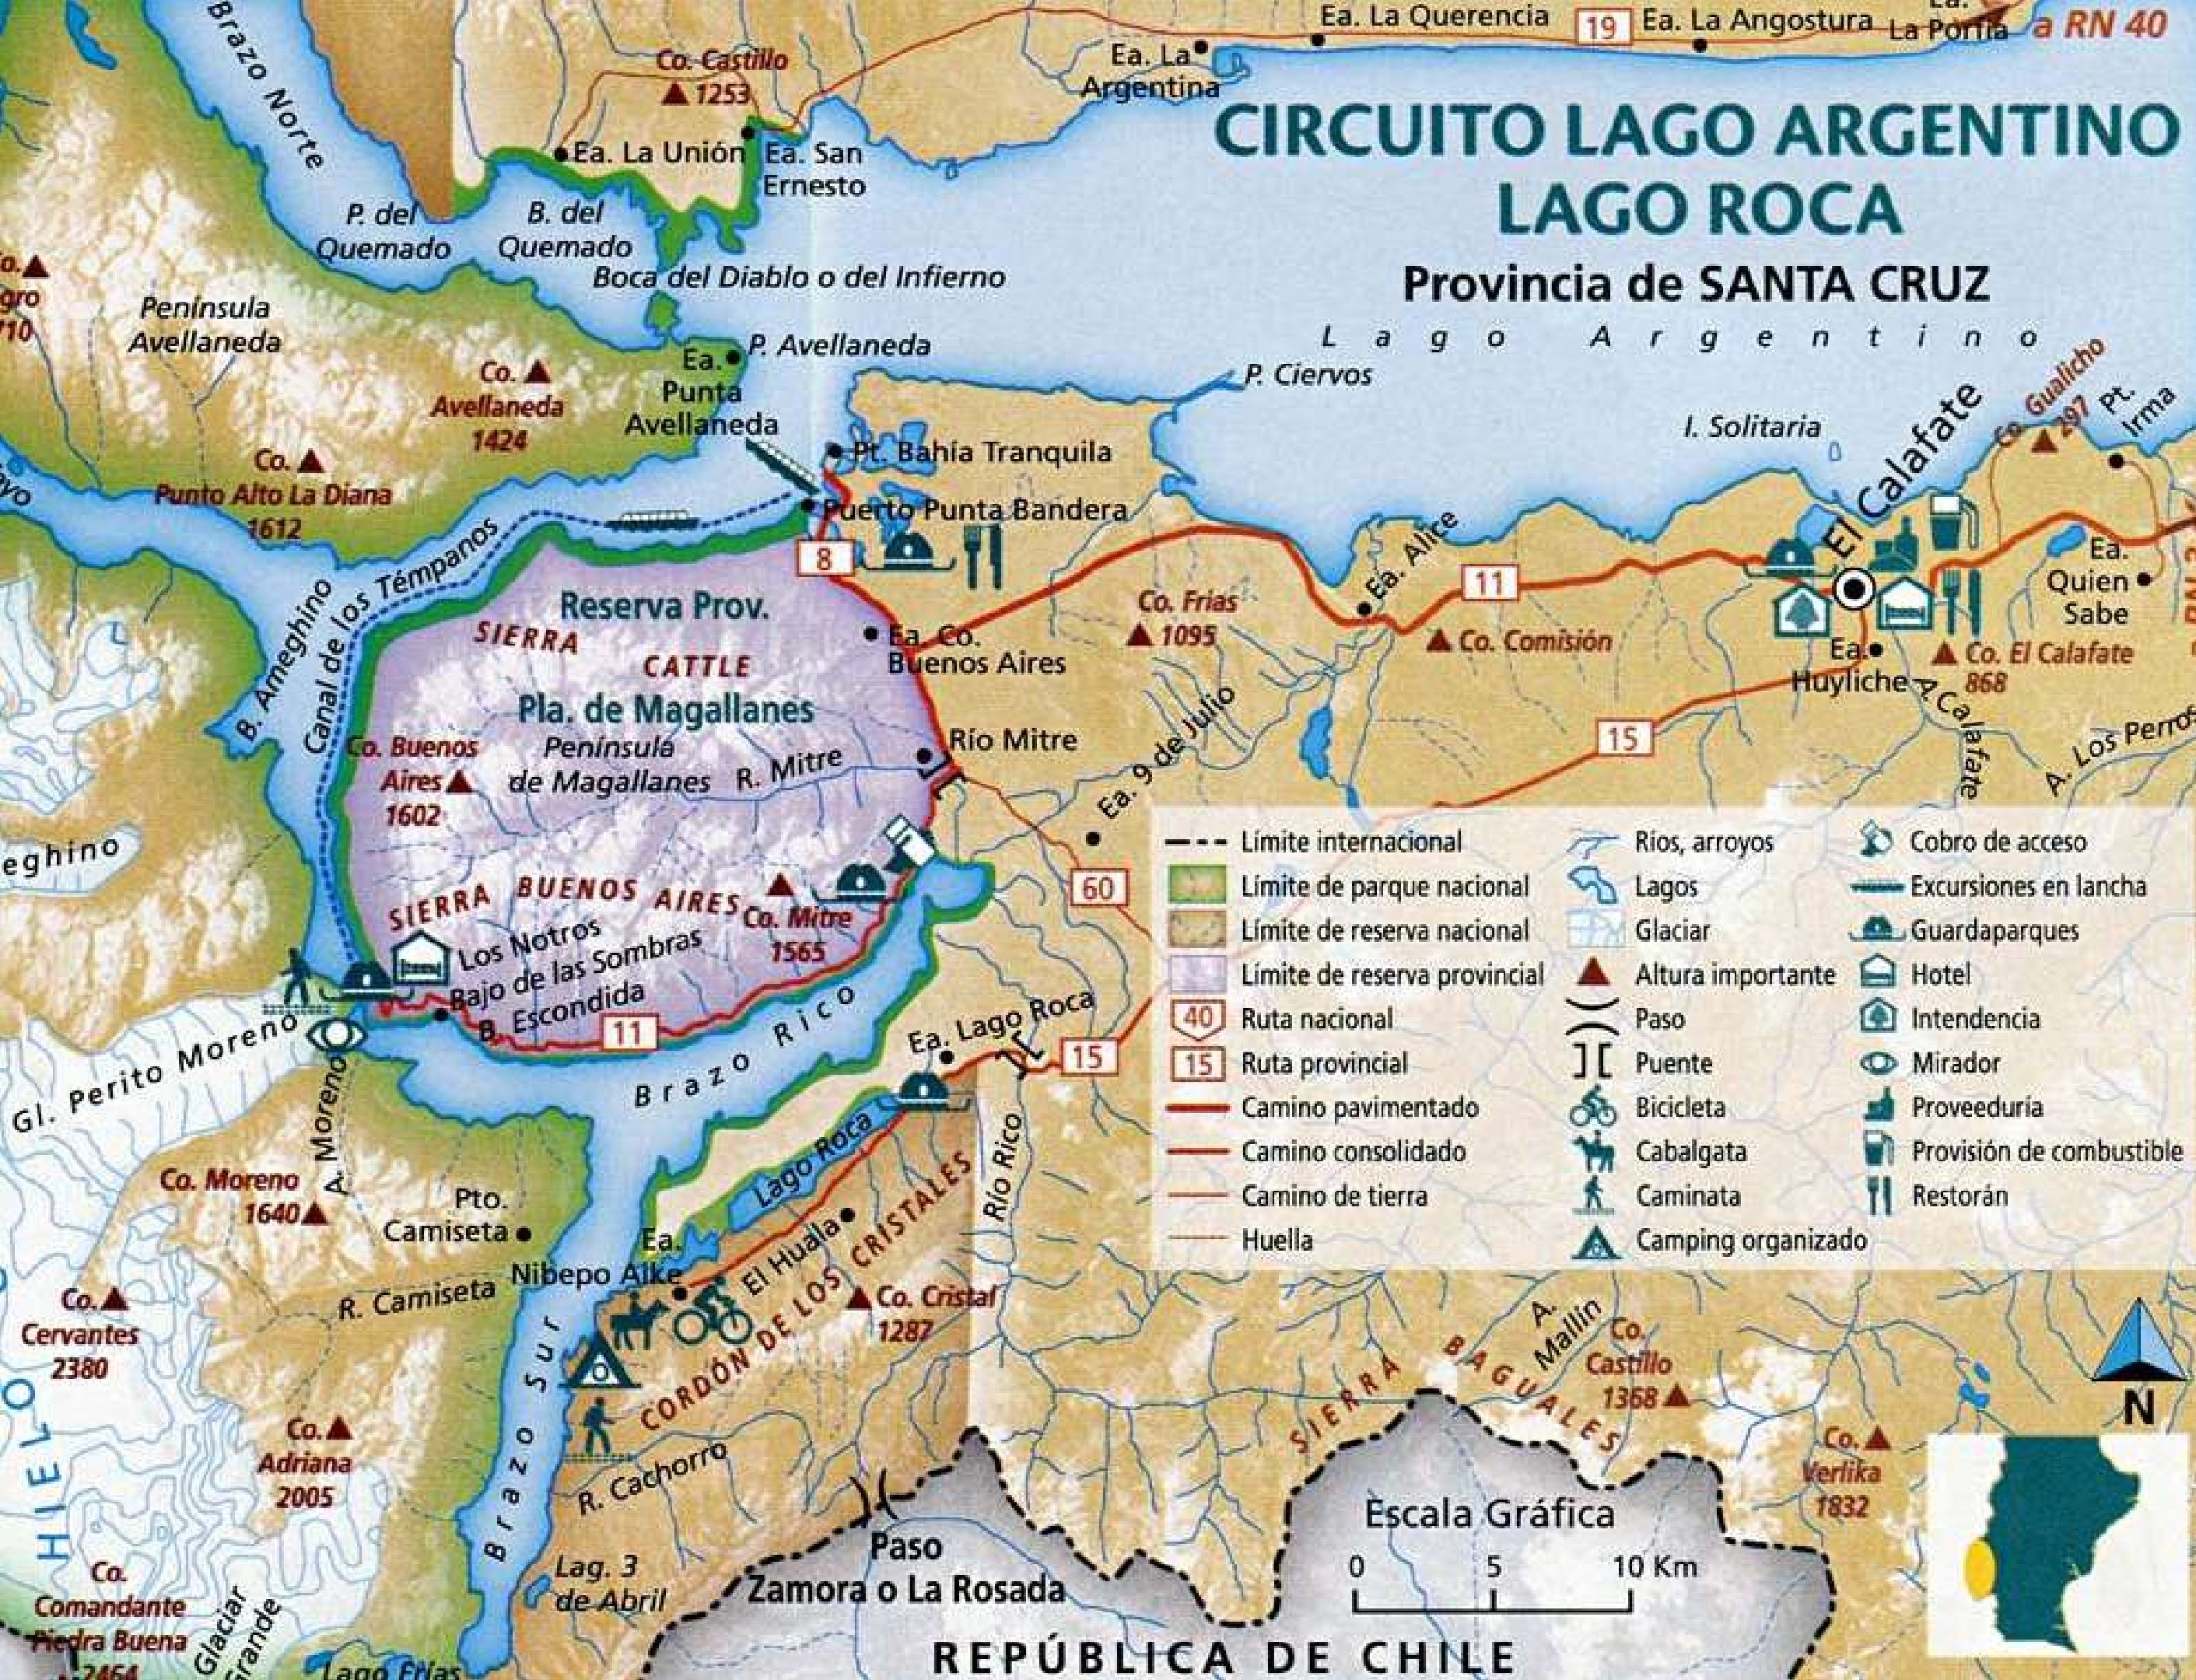 CIRCUITO LAGO ARGENTINO
LAGO ROCA
Provincia de SANTA CRUZ
Lago Argentino
Ea. La Querencia
19
Ea. La Angostura
Ea.
La Porfía
a RN 40
Ea. La
Argentina
Brazo Norte
Co. Castillo
1253
Ea. La Unión
Ea. San
Ernesto
P. del
Quemado
B. del
Quemado
Boca del Diablo o del Infierno
Península
Avellaneda
Co.
Avellaneda
1424
Ea.
Punta
Avellaneda
P. Avellaneda
P. Ciervos
I. Solitaria
Co. Gualicho
297
Pt.
Irma
Co.
Punto Alto La Diana
1612
Pt. Bahía Tranquila
Puerto Punta Bandera
8
El Calafate
Ea. Alice
11
Ea.
Quien
Sabe
B. Ameghino
Canal de los Témpanos
Reserva Prov.
SIERRA
CATTLE
Pla. de Magallanes
Península
de Magallanes
Co. Buenos
Aires
1602
R. Mitre
Ea. Co.
Buenos Aires
Co. Frias
1095
Co. Comisión
Ea.
Huyliche
Co. El Calafate
868
A. Calafate
A. Los Perros
15
Río Mitre
Ea. 9 de Julio
60
eghino
SIERRA BUENOS AIRES
Co. Mitre
1565
Los Notros
Bajo de las Sombras
B. Escondida
11
Gl. Perito Moreno
Brazo Rico
Ea. Lago Roca
15
A. Moreno
Co. Moreno
1640
Lago Roca
Río Rico
Pto.
Camiseta
Ea.
Nibepo Aike
El Huala
R. Camiseta
CORDÓN DE LOS CRISTALES
Co. Cristal
1287
Co.
Cervantes
2380
Brazo Sur
Co.
Adriana
2005
R. Cachorro
HIELO
Co.
Comandante
Piedra Buena
2464
Glaciar
Grande
Lago Frías
Lag. 3
de Abril
Paso
Zamora o La Rosada
REPÚBLICA DE CHILE
SIERRA BAGUALES
A.
Mallín
Co.
Castillo
1368
Co.
Verlika
1832
Escala Gráfica
0 5 10 Km
N
Límite internacional
Límite de parque nacional
Límite de reserva nacional
Límite de reserva provincial
40 Ruta nacional
15 Ruta provincial
Camino pavimentado
Camino consolidado
Camino de tierra
Huella
Ríos, arroyos
Lagos
Glaciar
Altura importante
Paso
Puente
Bicicleta
Cabalgata
Caminata
Camping organizado
Cobro de acceso
Excursiones en lancha
Guardaparques
Hotel
Intendencia
Mirador
Proveeduría
Provisión de combustible
Restorán